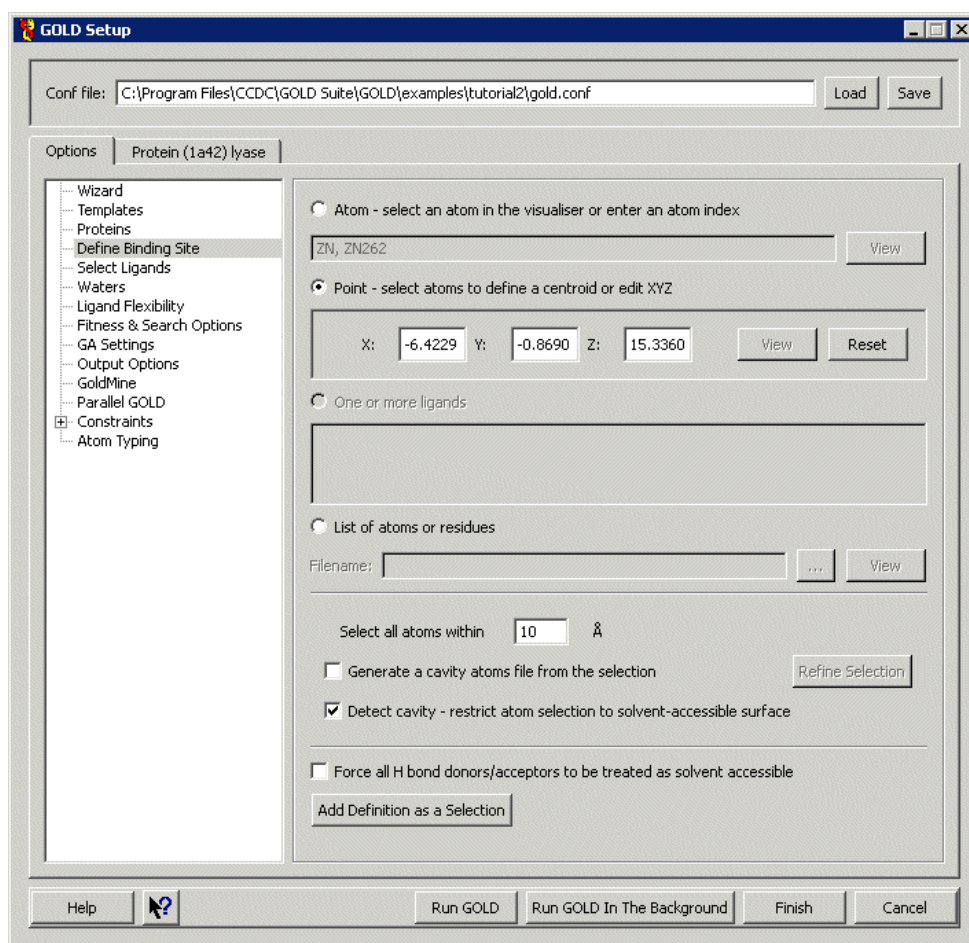 GOLD Setup
Conf file: C:\Program Files\CCDC\GOLD Suite\GOLD\examples\tutorial2\gold.conf Load Save
Options Protein (1a42) lyase
Wizard
Templates
Proteins
Define Binding Site
Select Ligands
Waters
Ligand Flexibility
Fitness & Search Options
GA Settings
Output Options
GoldMine
Parallel GOLD
Constraints
Atom Typing
Atom - select an atom in the visualiser or enter an atom index
ZN, ZN262 View
Point - select atoms to define a centroid or edit XYZ
X: -6.4229 Y: -0.8690 Z: 15.3360 View Reset
One or more ligands
List of atoms or residues
Filename: ... View
Select all atoms within 10 Å
Generate a cavity atoms file from the selection Refine Selection
Detect cavity - restrict atom selection to solvent-accessible surface
Force all H bond donors/acceptors to be treated as solvent accessible
Add Definition as a Selection
Help ? Run GOLD Run GOLD In The Background Finish Cancel